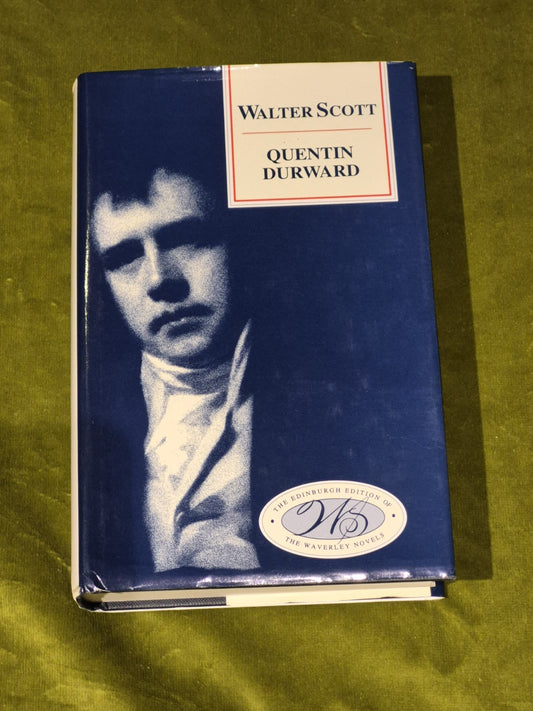 WALTER SCOTT
QUENTIN
DURWARD
THE EDINBURGH EDITION OF
WS
THE WAVERLEY NOVELS